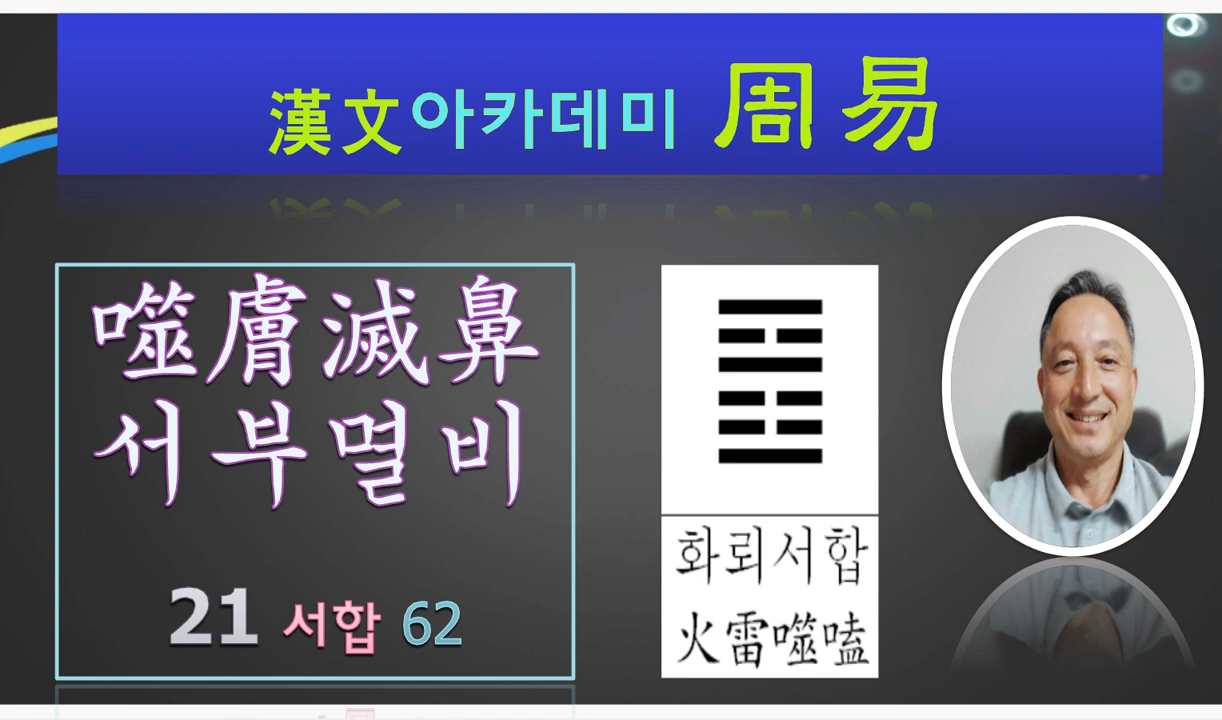 漢文아카데미 周易
噬膚滅鼻
서부멸비
21 서합 62
화뢰서합
火雷噬嗑